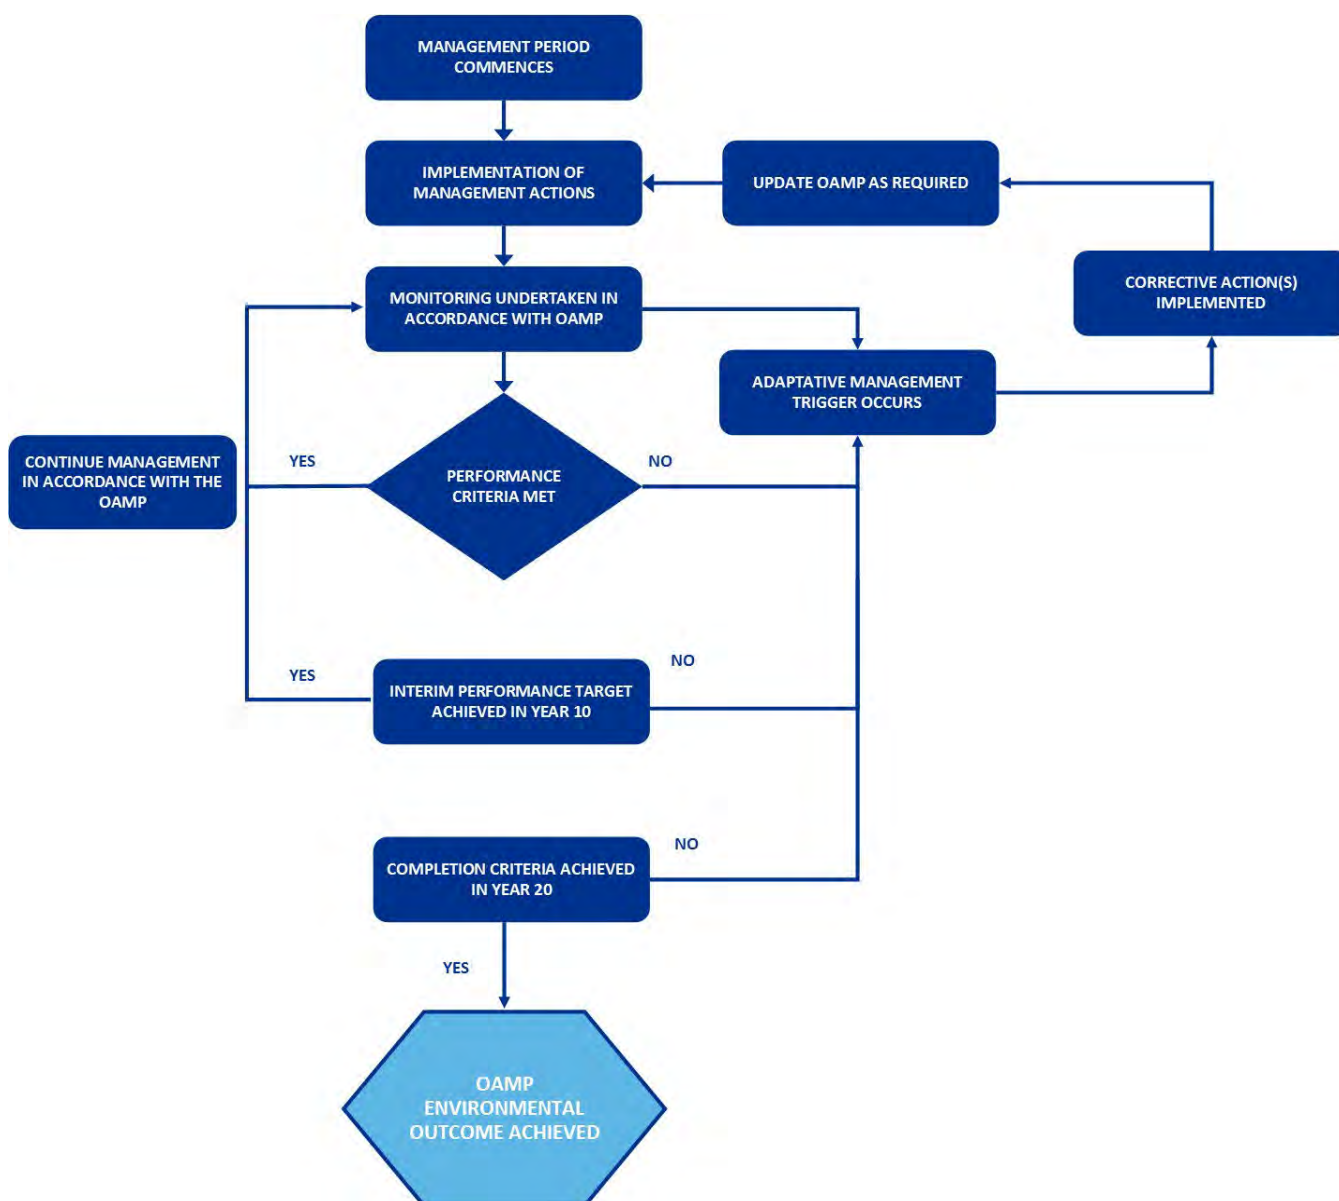 MANAGEMENT PERIOD
COMMENCES
IMPLEMENTATION OF
MANAGEMENT ACTIONS
UPDATE OAMP AS REQUIRED
MONITORING UNDERTAKEN IN
ACCORDANCE WITH OAMP
CORRECTIVE ACTION(S)
IMPLEMENTED
ADAPTATIVE MANAGEMENT
TRIGGER OCCURS
CONTINUE MANAGEMENT
IN ACCORDANCE WITH THE
OAMP
YES
PERFORMANCE
CRITERIA MET
NO
YES
INTERIM PERFORMANCE TARGET
ACHIEVED IN YEAR 10
NO
COMPLETION CRITERIA ACHIEVED
IN YEAR 20
NO
YES
OAMP
ENVIRONMENTAL
OUTCOME ACHIEVED